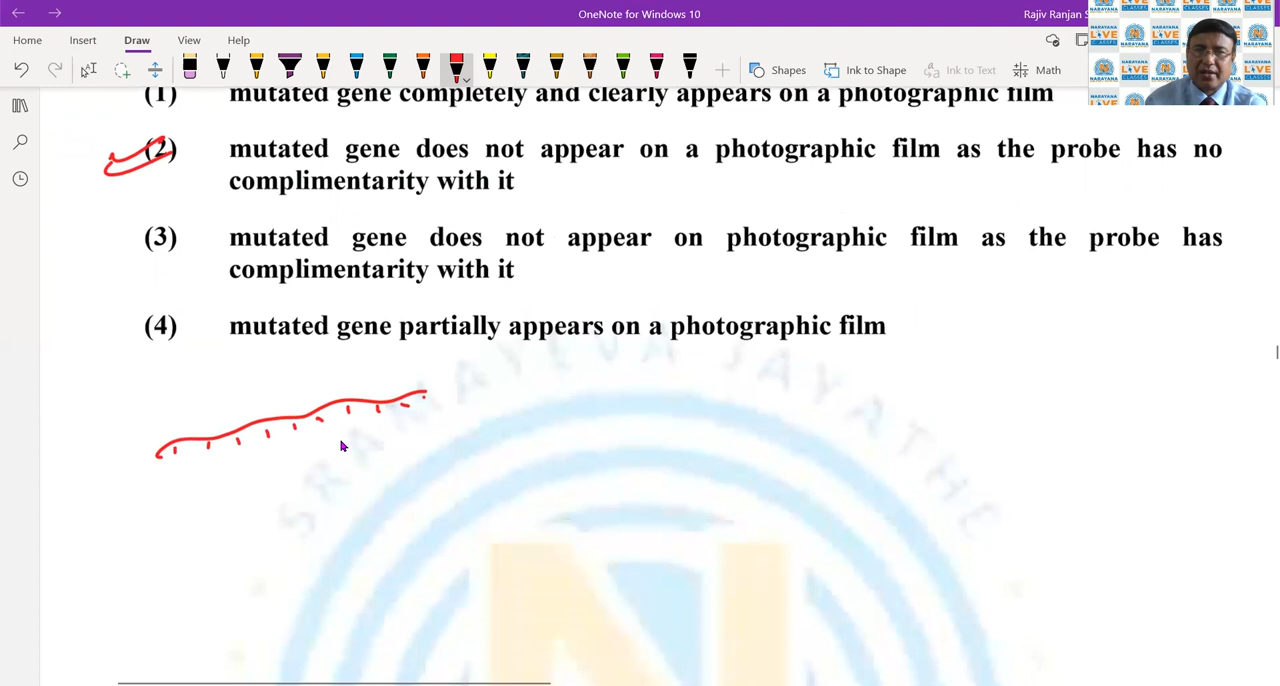 OneNote for Windows 10
Rajiv Ranjan S
Home Insert Draw View Help
Shapes Ink to Shape Ink to Text Math
(1) mutated gene completely and clearly appears on a photographic film
(2) mutated gene does not appear on a photographic film as the probe has no
complimentarity with it
(3) mutated gene does not appear on photographic film as the probe has
complimentarity with it
(4) mutated gene partially appears on a photographic film
SRAMAYEVA JAYATHE
N